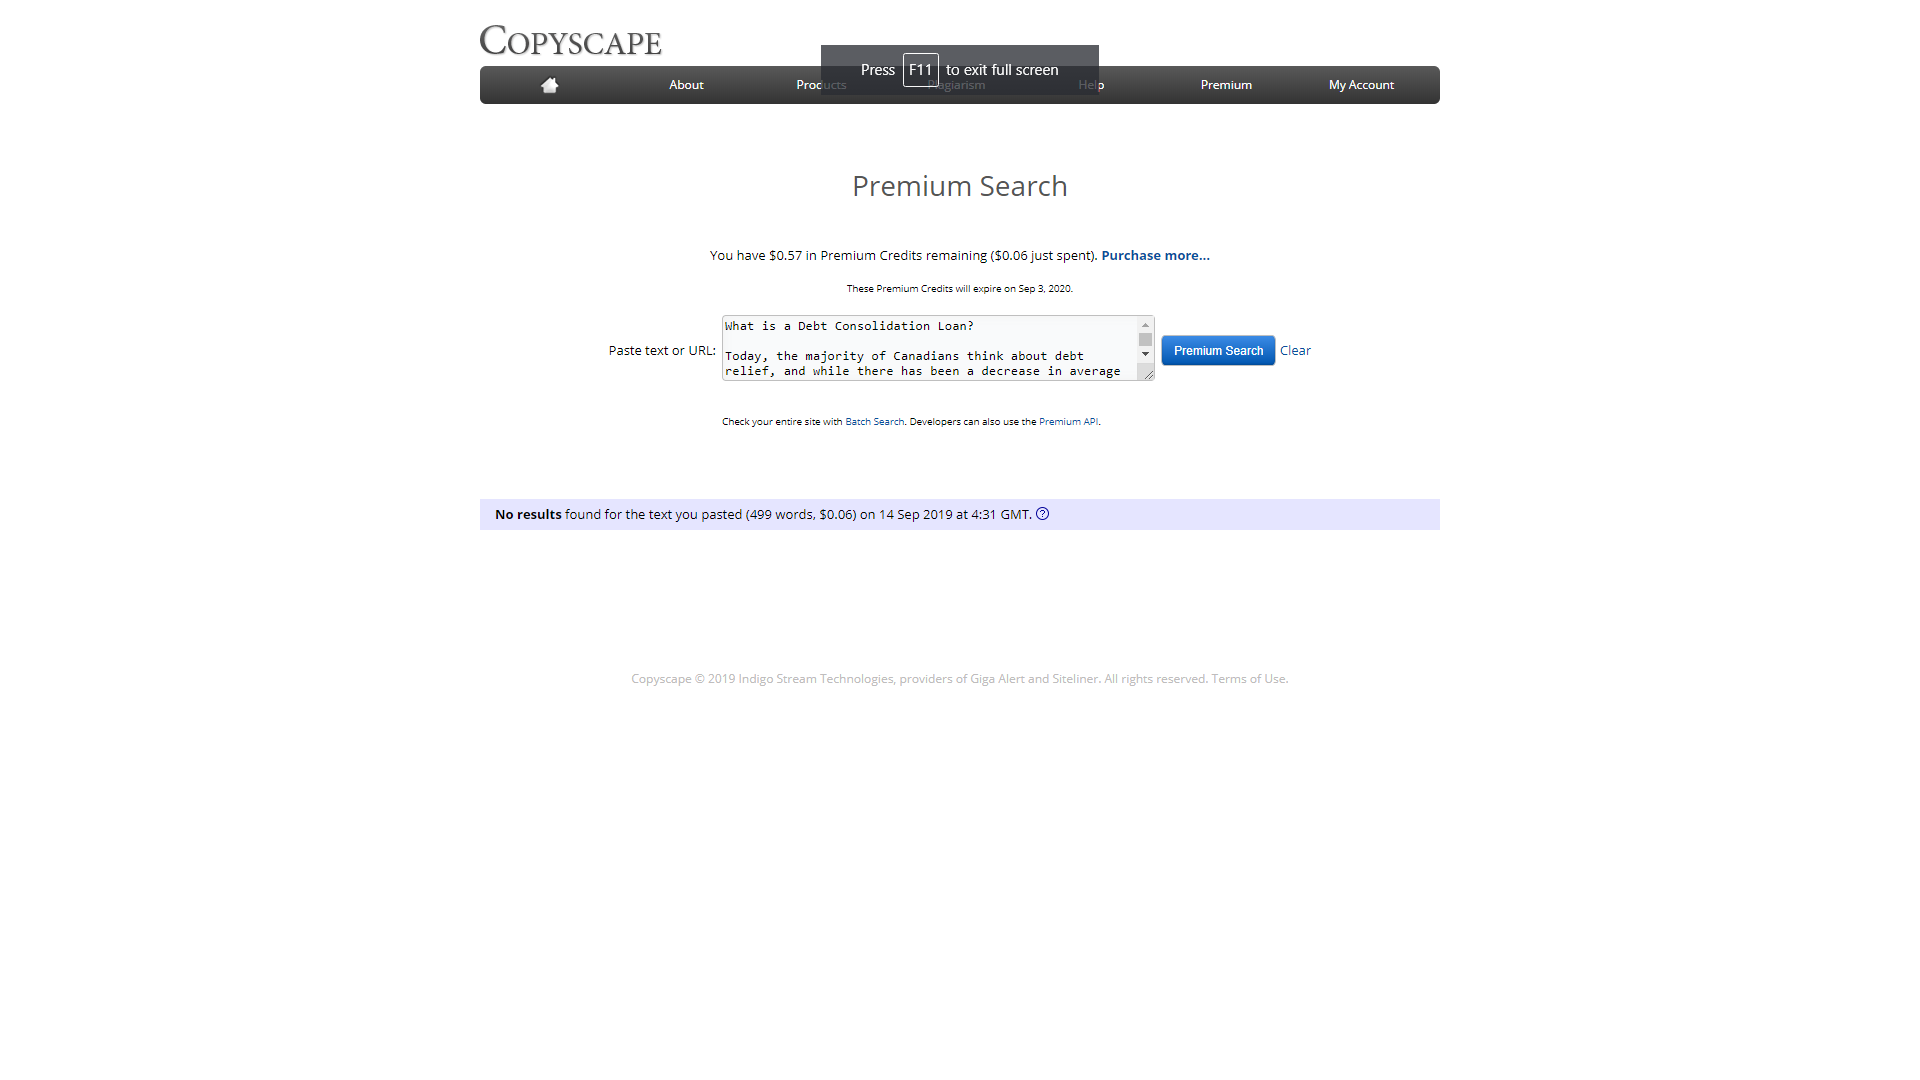 COPYSCAPE
Press F11 to exit full screen
About Products Plagiarism Help Premium My Account
Premium Search
You have $0.57 in Premium Credits remaining ($0.06 just spent). Purchase more...
These Premium Credits will expire on Sep 3, 2020.
What is a Debt Consolidation Loan?
Today, the majority of Canadians think about debt
relief, and while there has been a decrease in average
Paste text or URL: Premium Search Clear
Check your entire site with Batch Search. Developers can also use the Premium API.
No results found for the text you pasted (499 words, $0.06) on 14 Sep 2019 at 4:31 GMT. ?
Copyscape © 2019 Indigo Stream Technologies, providers of Giga Alert and Siteliner. All rights reserved. Terms of Use.